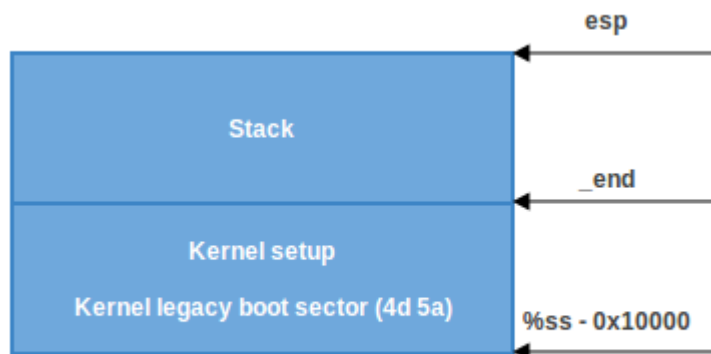 esp
Stack
_end
Kernel setup
Kernel legacy boot sector (4d 5a)
%ss - 0x10000